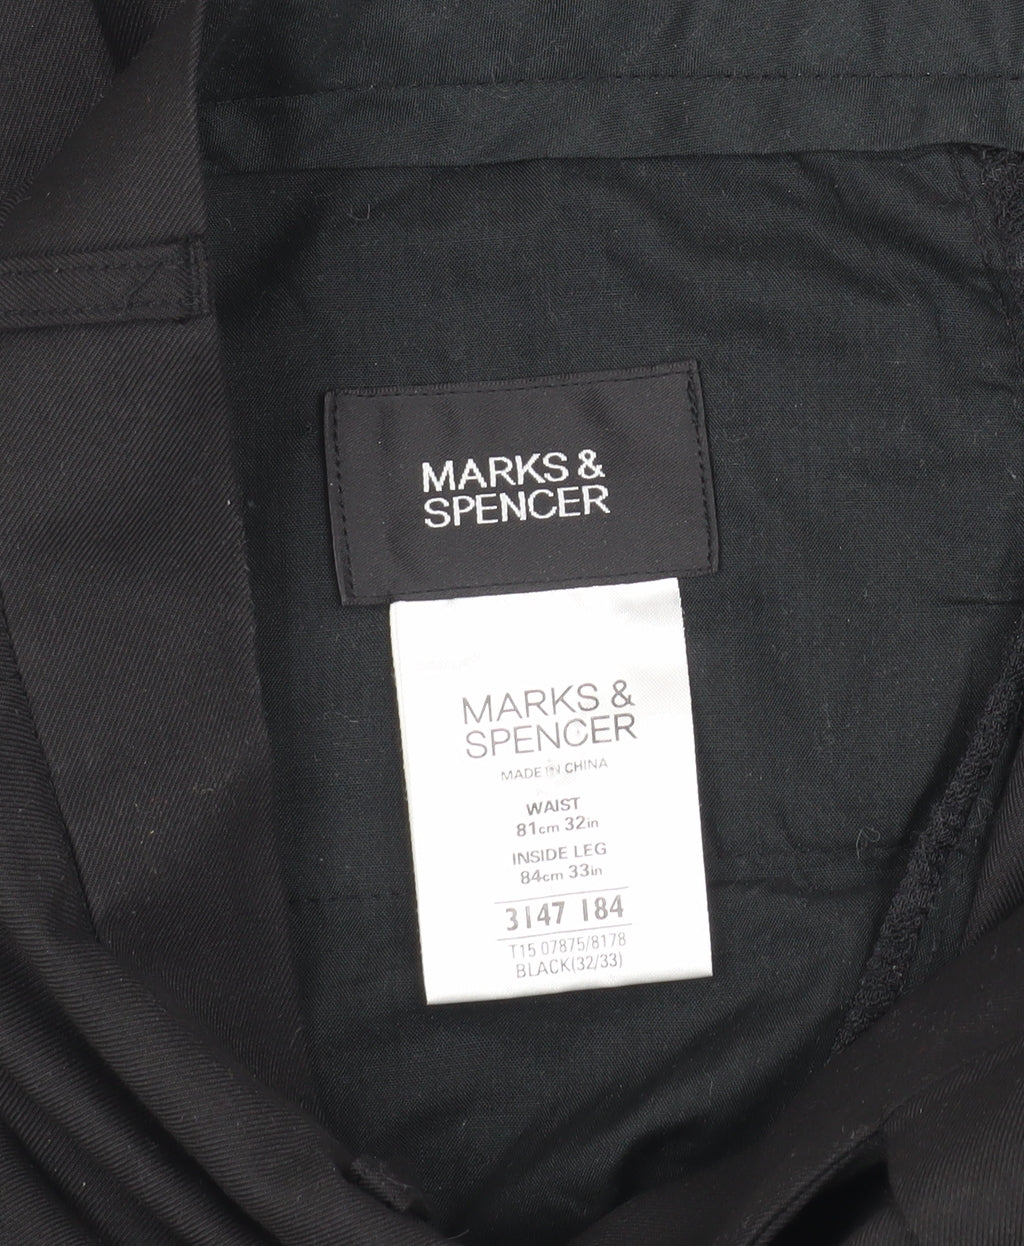 MARKS &
SPENCER
MARKS &
SPENCER
MADE IN CHINA
WAIST
81cm 32in
INSIDE LEG
84cm 33in
3147 184
T15 07875/8178
BLACK(32/33)